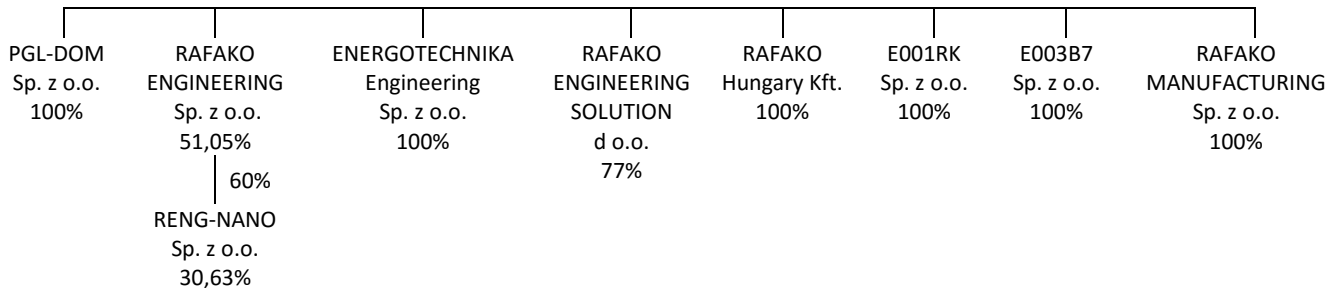 PGL-DOM
Sp. z o.o.
100%
RAFAKO
ENGINEERING
Sp. z o.o.
51,05%
60%
RENG-NANO
Sp. z o.o.
30,63%
ENERGOTECHNIKA
Engineering
Sp. z o.o.
100%
RAFAKO
ENGINEERING
SOLUTION
d o.o.
77%
RAFAKO
Hungary Kft.
100%
E001RK
Sp. z o.o.
100%
E003B7
Sp. z o.o.
100%
RAFAKO
MANUFACTURING
Sp. z o.o.
100%